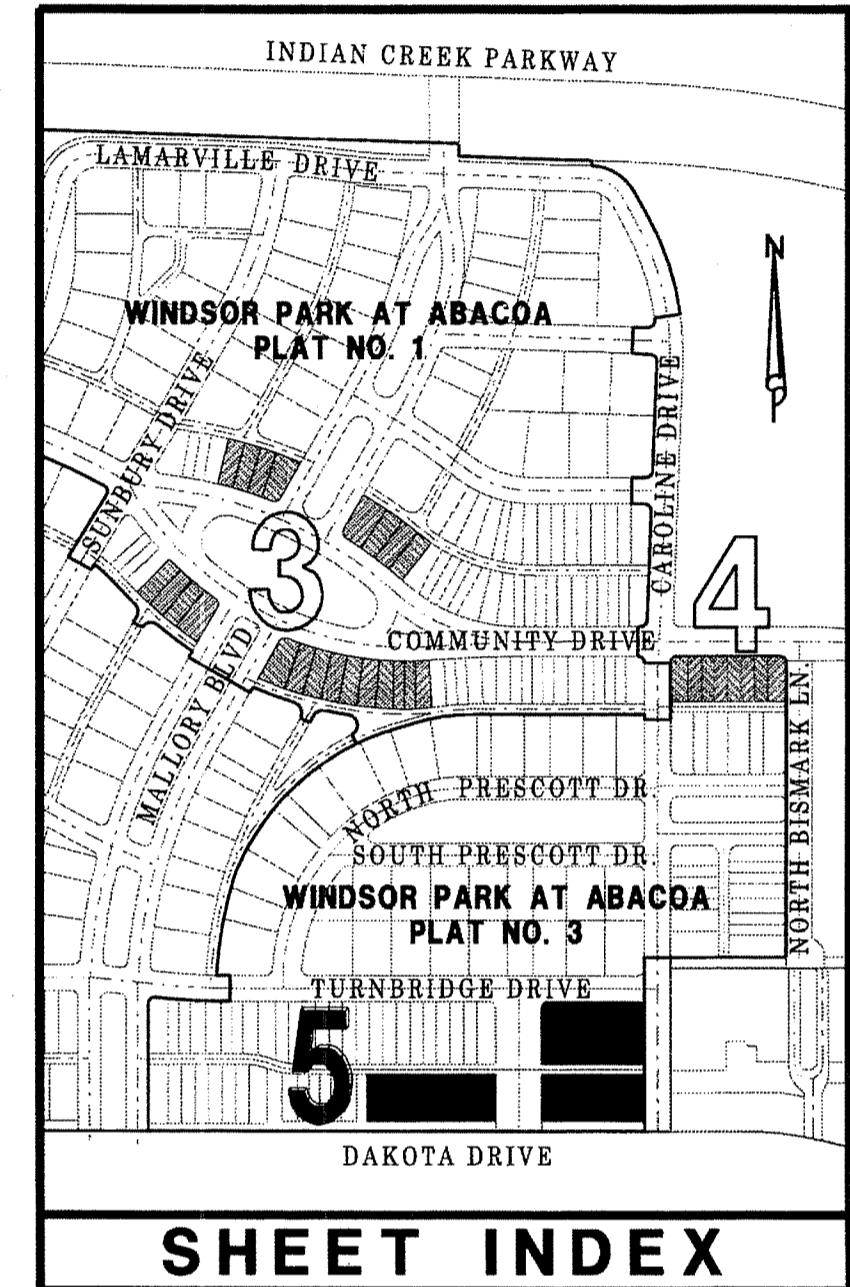 INDIAN CREEK PARKWAY
LAMARVILLE DRIVE
N
WINDSOR PARK AT ABACOA
PLAT NO. 1
SUNBURY DRIVE
CAROLINE DRIVE
3
4
COMMUNITY DRIVE
MALLORY BLVD
NORTH BISMARK LN.
NORTH PRESCOTT DR.
SOUTH PRESCOTT DR.
WINDSOR PARK AT ABACOA
PLAT NO. 3
TURNBRIDGE DRIVE
5
DAKOTA DRIVE
SHEET INDEX